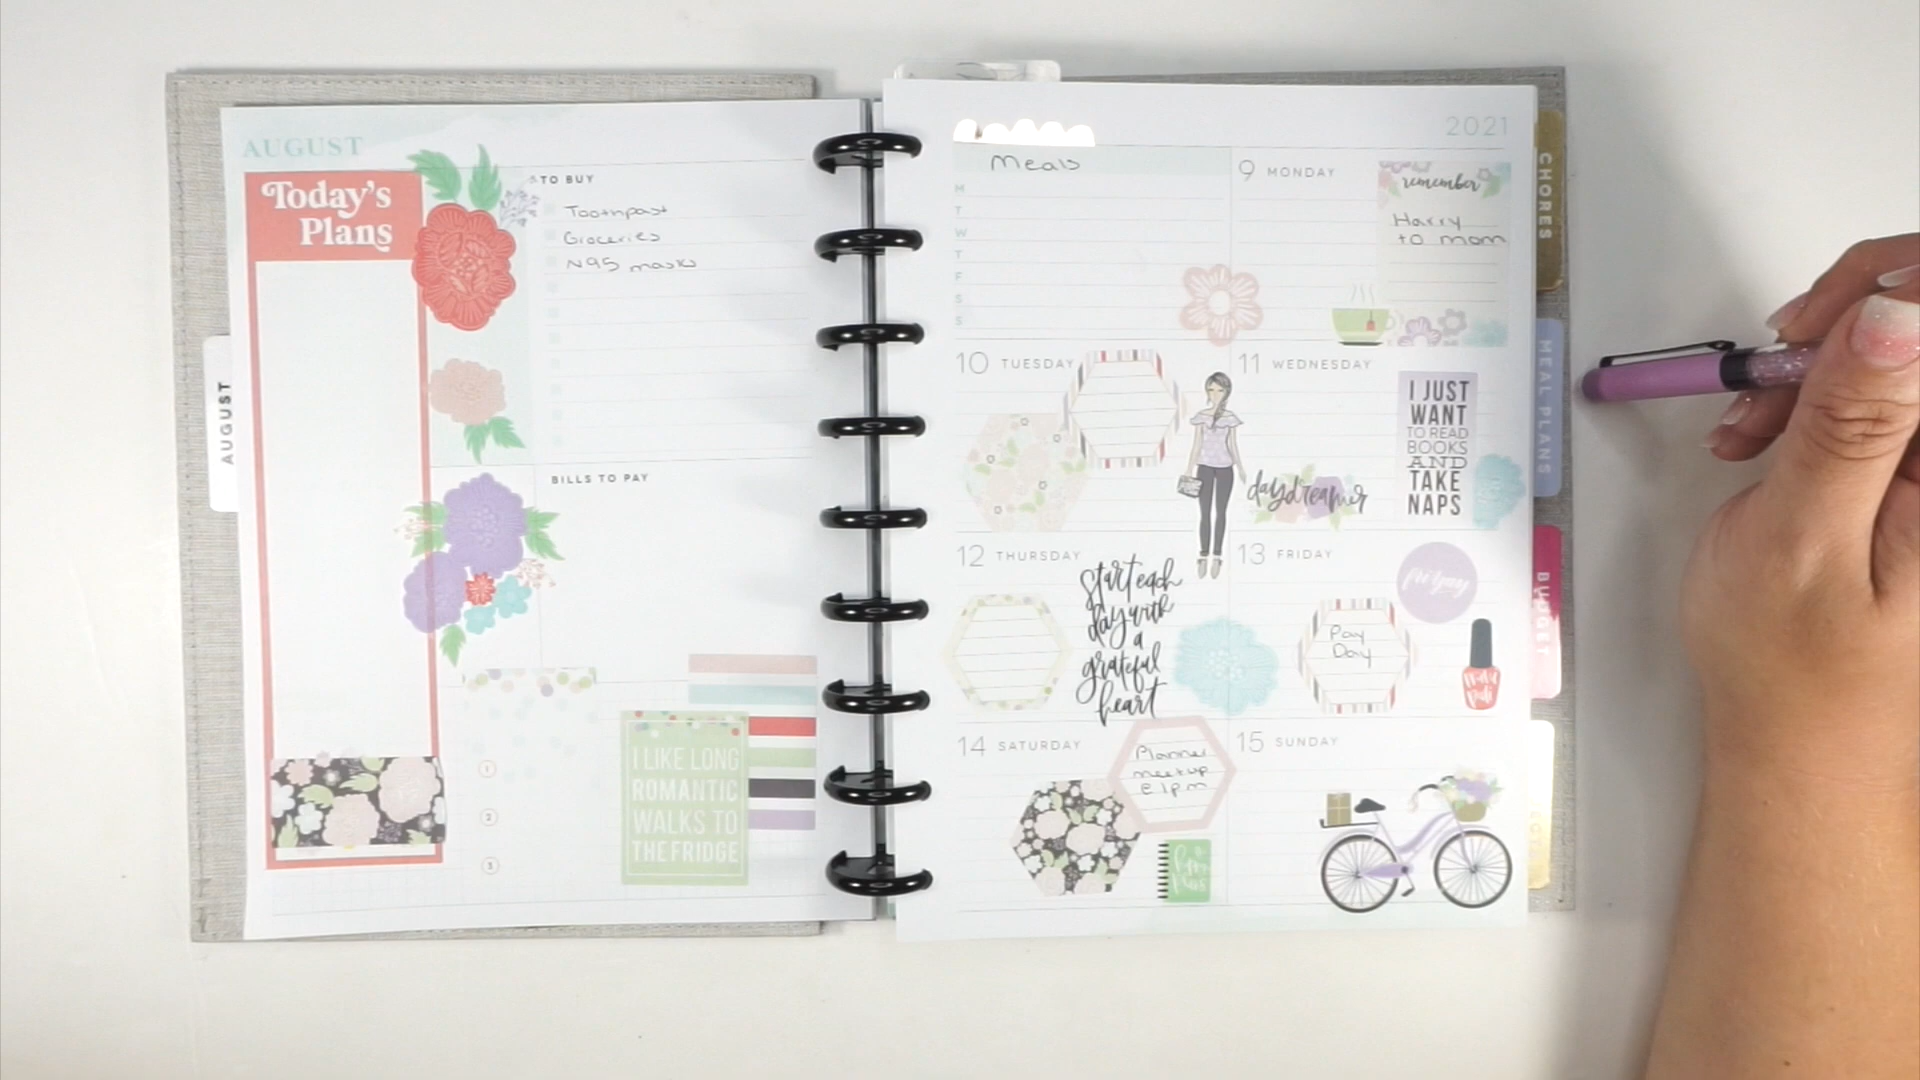 AUGUST
Today's
Plans
TO BUY
Toothpast
Groceries
N95 masks
AUGUST
BILLS TO PAY
1
2
3
I LIKE LONG
ROMANTIC
WALKS TO
THE FRIDGE
2021
Meals
M
T
W
T
F
S
S
9 MONDAY
remember
Harry
to mom
10 TUESDAY
11 WEDNESDAY
daydreamer
I JUST
WANT
TO READ
BOOKS
AND
TAKE
NAPS
12 THURSDAY
start each
day with
a
grateful
heart
13 FRIDAY
Pay
Day
14 SATURDAY
Planner
meetup
@ 1pm
15 SUNDAY
CHORES
MEAL PLANS
BUDGET